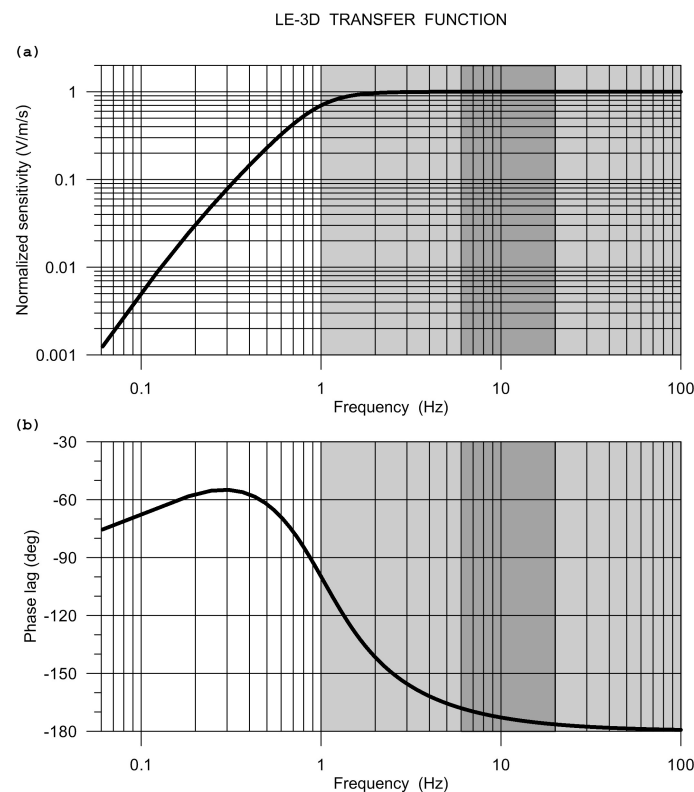 LE-3D TRANSFER FUNCTION
(a)
Normalized sensitivity (V/m/s)
1
0.1
0.01
0.001
0.1 1 10 100
Frequency (Hz)
(b)
Phase lag (deg)
-30
-60
-90
-120
-150
-180
0.1 1 10 100
Frequency (Hz)